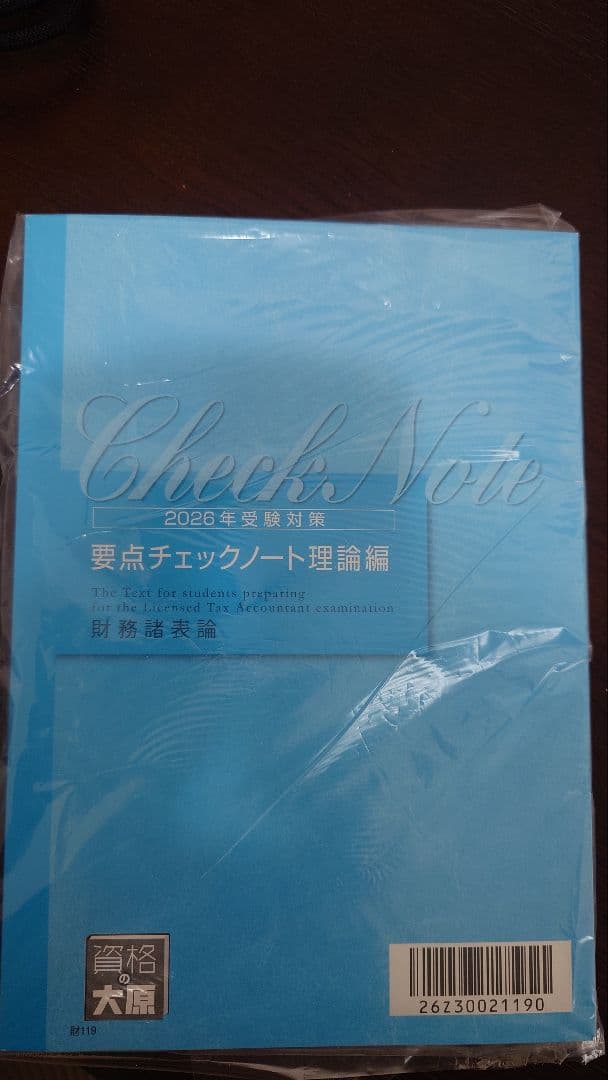 Check Note
2026年受験対策
要点チェックノート理論編
The Text for students preparing
for the Licensed Tax Accountant examination
財務諸表論
資格
の
大原
財119
26Z30021190